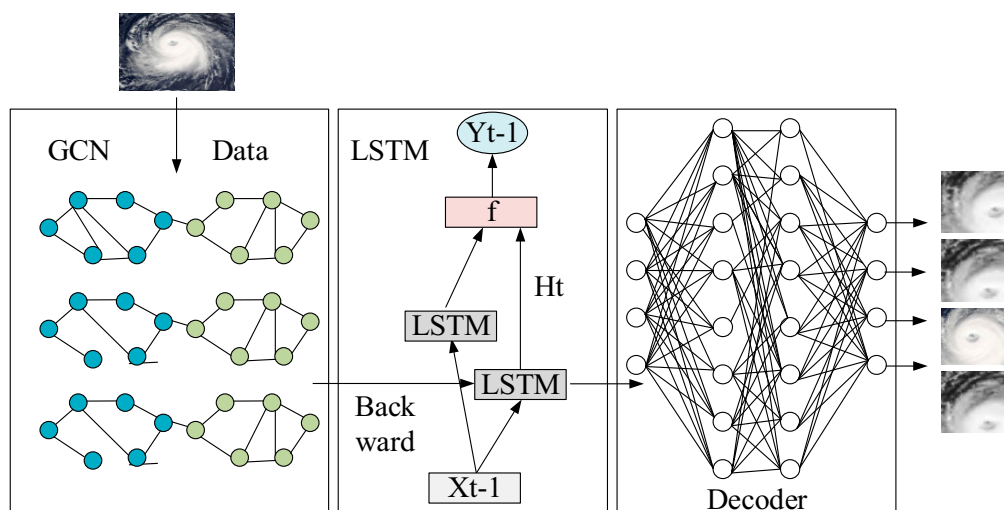 GCN
Data
LSTM
Yt-1
f
Ht
LSTM
LSTM
Back
ward
Xt-1
Decoder